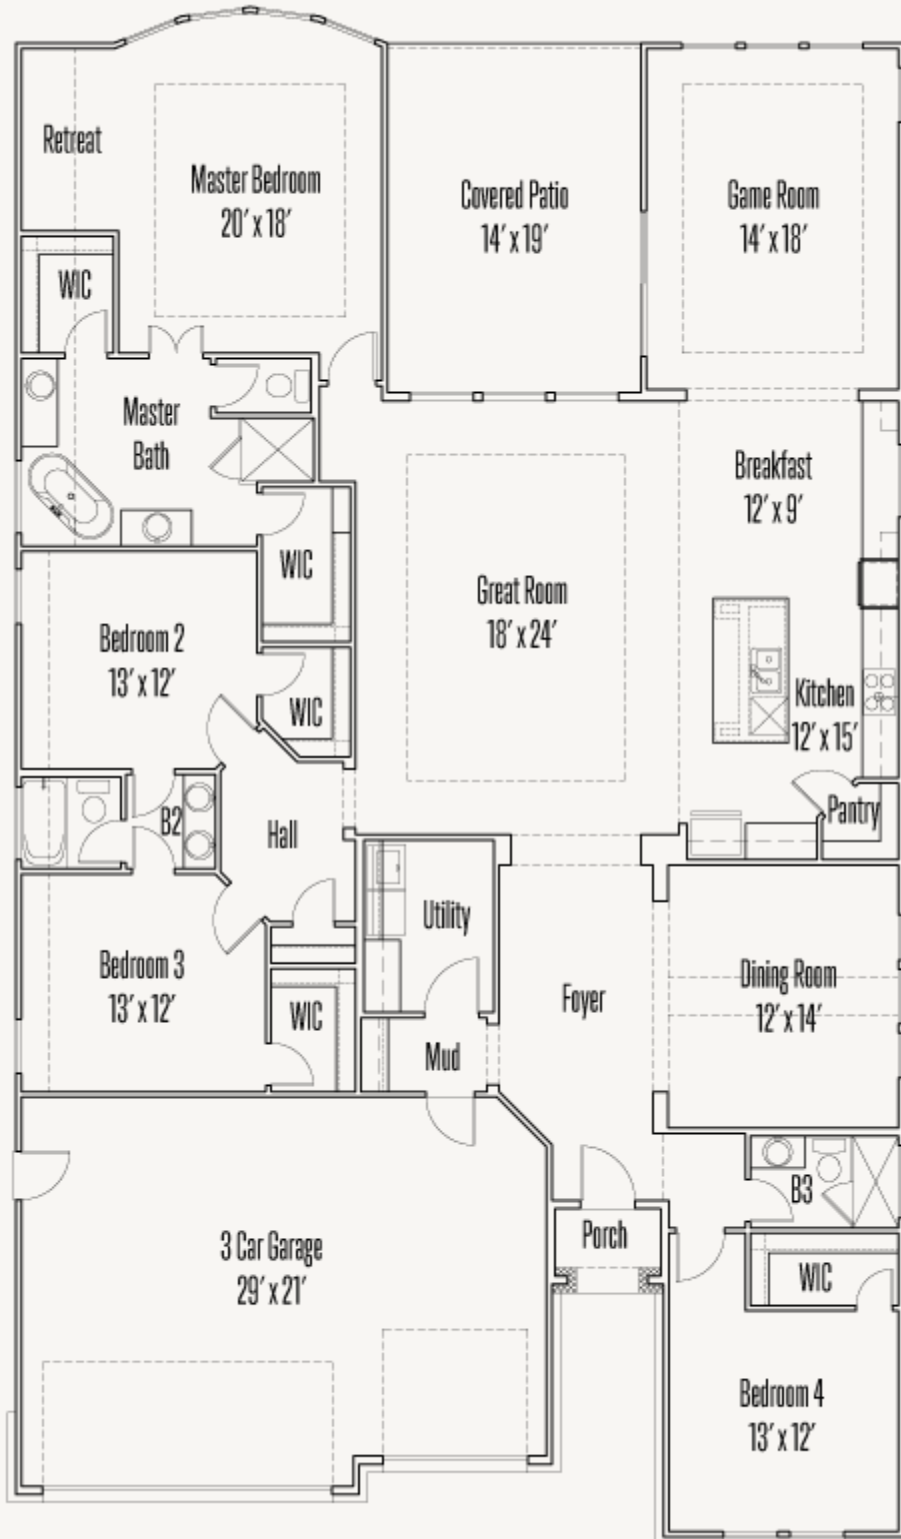 Retreat
Master Bedroom
20' x 18'
Covered Patio
14' x 19'
Game Room
14' x 18'
WIC
Master
Bath
Breakfast
12' x 9'
WIC
Great Room
18' x 24'
Bedroom 2
13' x 12'
WIC
Kitchen
12' x 15'
Pantry
B2
Hall
Utility
Bedroom 3
13' x 12'
WIC
Foyer
Dining Room
12' x 14'
Mud
B3
Porch
3 Car Garage
29' x 21'
WIC
Bedroom 4
13' x 12'